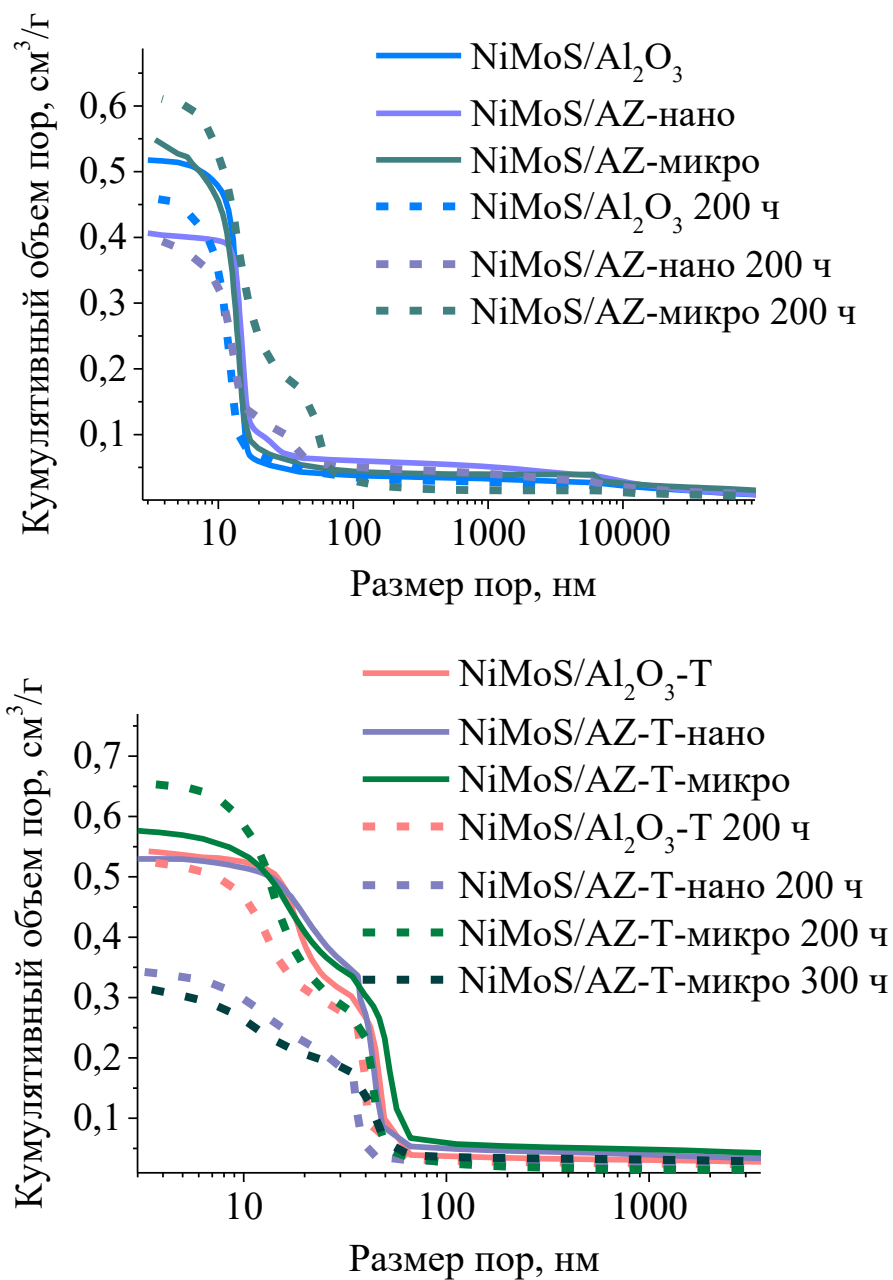 Кумулятивный объем пор, см³/г
NiMoS/Al₂O₃
NiMoS/AZ-нано
NiMoS/AZ-микро
NiMoS/Al₂O₃ 200 ч
NiMoS/AZ-нано 200 ч
NiMoS/AZ-микро 200 ч
0,6
0,5
0,4
0,3
0,2
0,1
10 100 1000 10000
Размер пор, нм
Кумулятивный объем пор, см³/г
NiMoS/Al₂O₃-T
NiMoS/AZ-T-нано
NiMoS/AZ-T-микро
NiMoS/Al₂O₃-T 200 ч
NiMoS/AZ-T-нано 200 ч
NiMoS/AZ-T-микро 200 ч
NiMoS/AZ-T-микро 300 ч
0,7
0,6
0,5
0,4
0,3
0,2
0,1
10 100 1000
Размер пор, нм